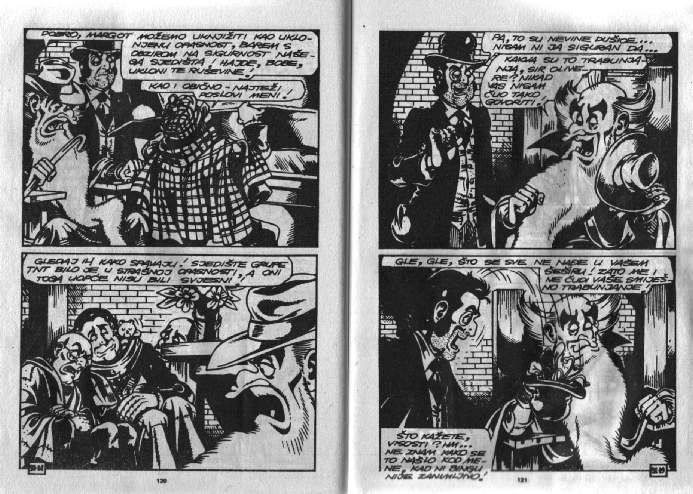 DOBRO, MARGOT MOŽEMO UKNJIŽITI KAO UKLO-
NJENU OPASNOST, BAREM S
OBZIROM NA SIGURNOST NAŠE-
GA SJEDIŠTA! HAJDE, BOBE,
UKLONI TE RUŠEVINE!
KAO I OBIČNO - NAJTEŽI
POSLOVI MENI!
GLEDAJ IH KAKO SPAVAJU! SJEDIŠTE GRUPE
TNT BILO JE U STRAŠNOJ OPASNOSTI, A ONI
TOGA UOPĆE NISU BILI SVJESNI!
120
PA, TO SU NEVINE DUŠICE...
NISAM NI JA SIGURAN DA...
KAKVA SU TO TRABUNJA-
NJA, SIR OLIVE-
RE? NIKAD
VAS NISAM
ČUO TAKO
GOVORITI!
GLE, GLE, ŠTO SE SVE NE NAĐE U VAŠEM
ŠEŠIRU! ZATO ME I
NE ČUDI VAŠE SMIJEŠ-
NO TRABUNJANJE!
ŠTO KAŽETE,
VISOSTI? HM...
NE ZNAM KAKO SE
TO NAŠLO KOD ME-
NE, KAD NI BINGU
NIJE ZANIMLJIVO!
121